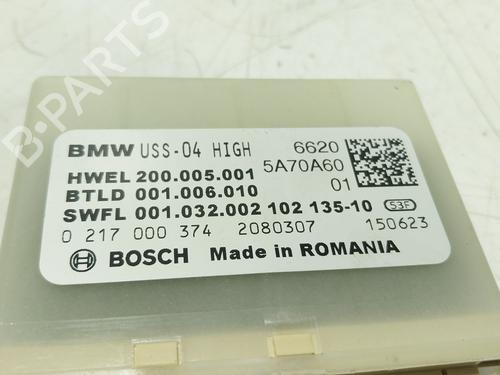 B-PARTS
BMW USS-04 HIGH 6620
HWEL 200.005.001 5A70A60
BTLD 001.006.010 01
SWFL 001.032.002 102 135-10 S3F
0 217 000 374 2080307 150623
BOSCH Made in ROMANIA